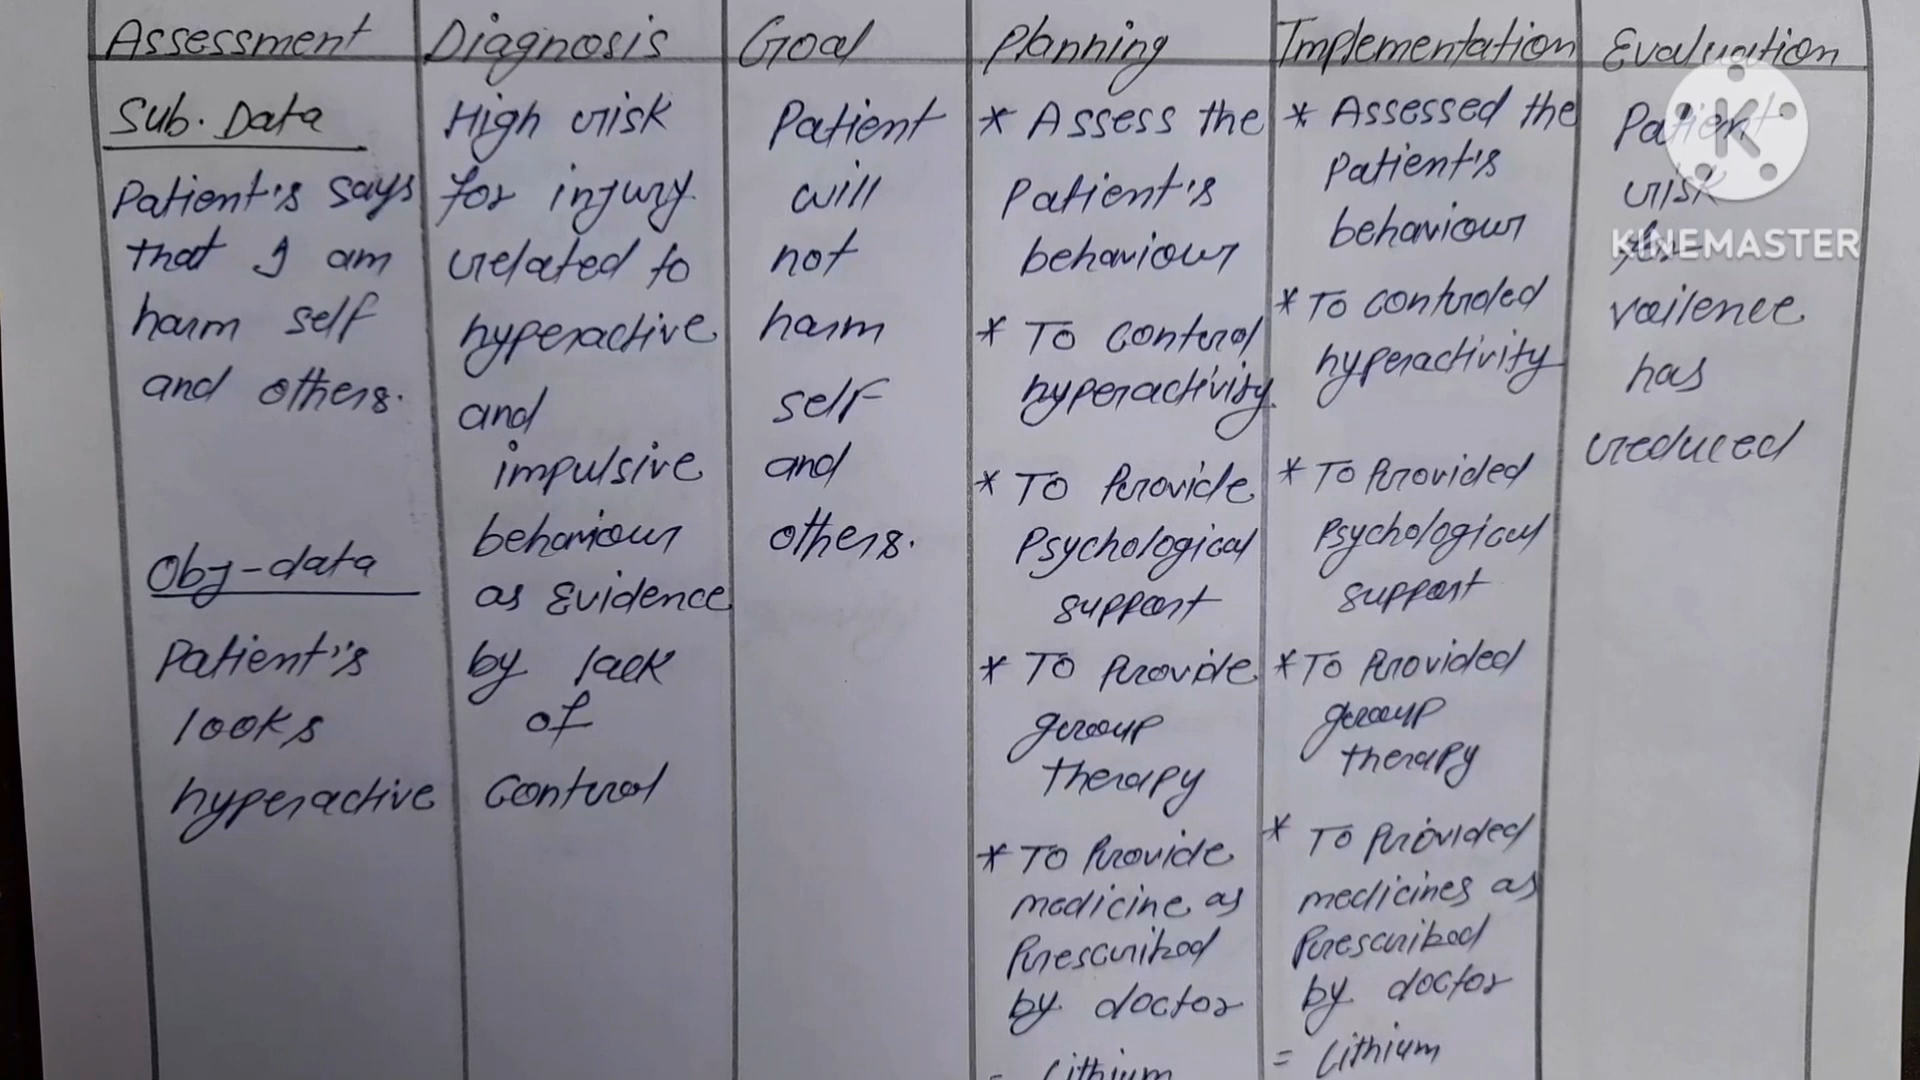 Assessment
Sub. Data
Patient's says
that I am
harm self
and others.
Obj-data
Patient's
looks
hyperactive
Diagnosis
High risk
for injury
related to
hyperactive
and
impulsive
behaviour
as Evidence
by lack
of
Control
Goal
Patient
will
not
harm
self
and
others.
Planning
* Assess the
Patient's
behaviour
* To control
hyperactivity.
* To Provide
Psychological
support
* To Provide
group
therapy
* To Provide
medicine as
Prescribed
by doctor
= Lithium
Implementation
* Assessed the
Patient's
behaviour
* To controled
hyperactivity
* To Provided
Psychological
support
* To Provided
group
therapy
* To Provided
medicines as
Prescribed
by doctor
= Lithium
Evaluation
Patient
risk
for
vailence
has
reduced
K
KINEMASTER